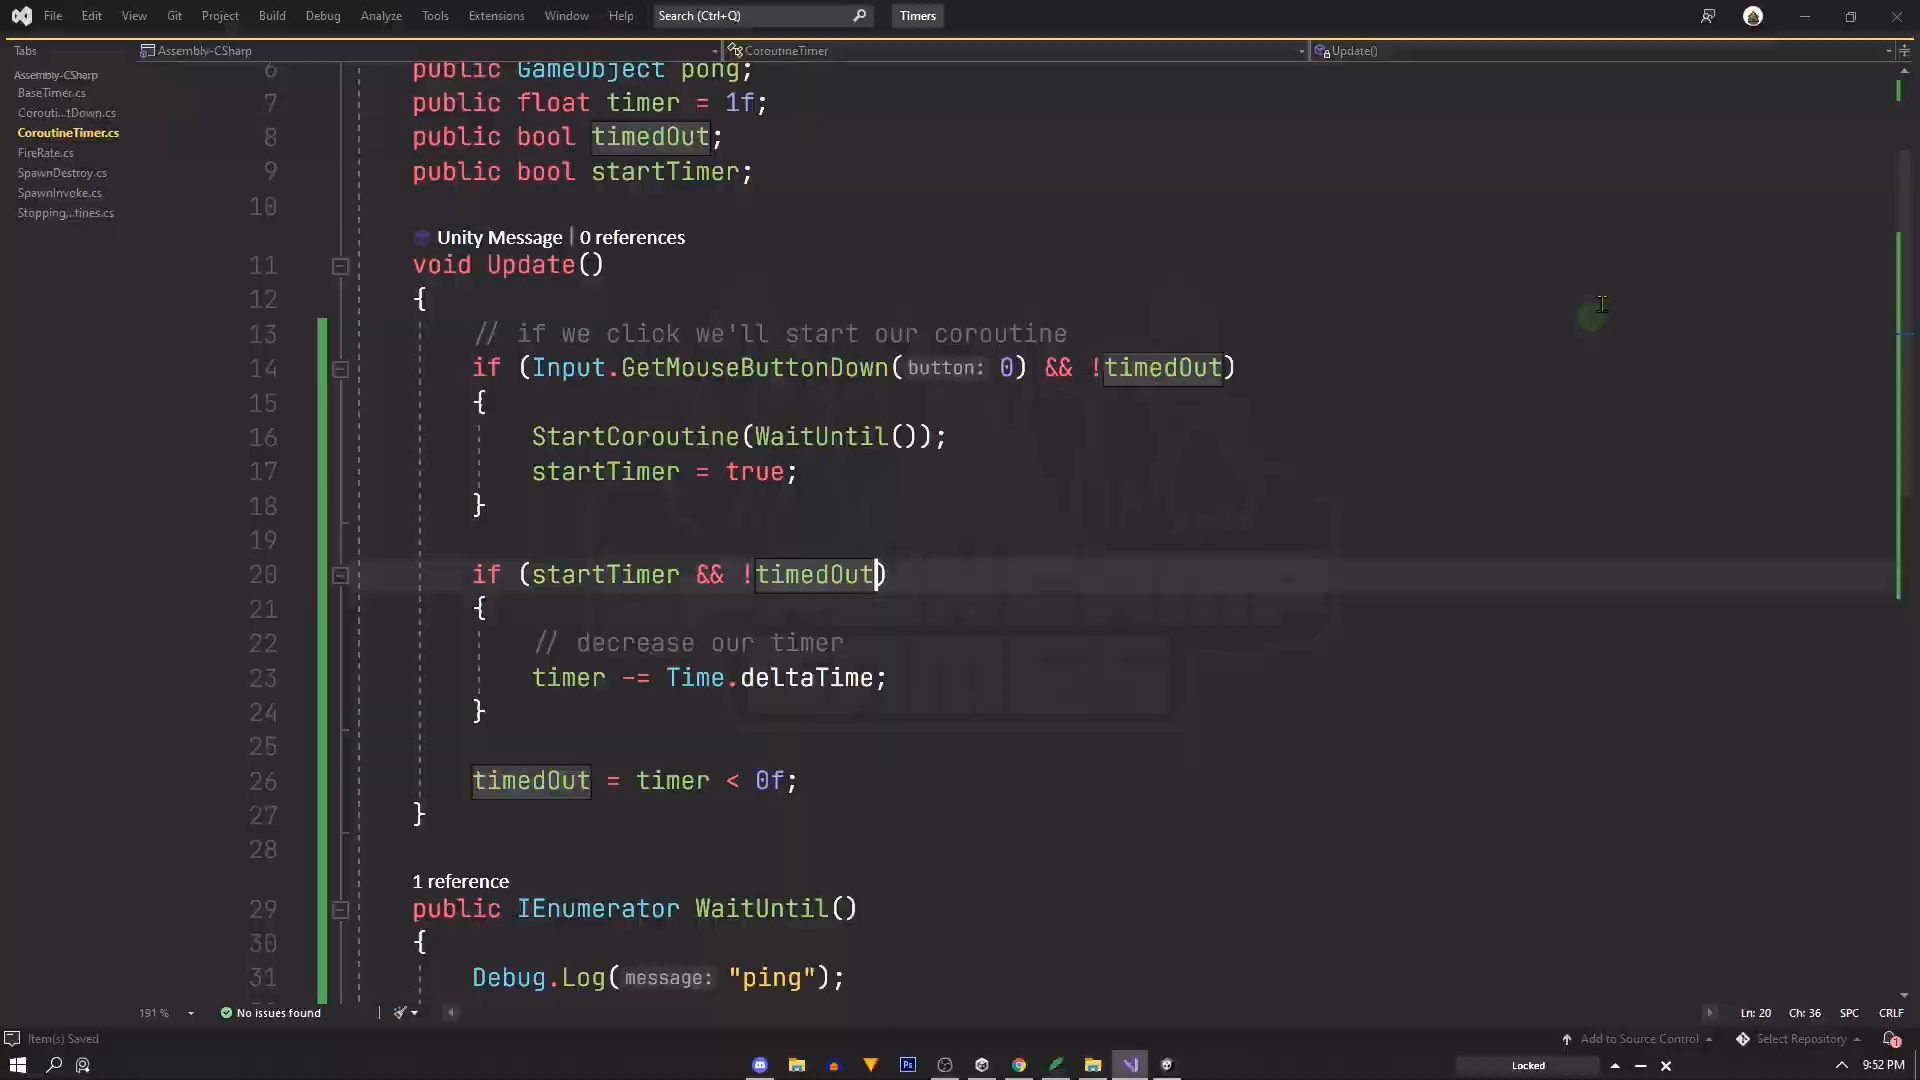 File Edit View Git Project Build Debug Analyze Tools Extensions Window Help Search (Ctrl+Q) Timers
Tabs Assembly-CSharp CoroutineTimer Update()
Assembly-CSharp
BaseTimer.cs
Corouti...tDown.cs
CoroutineTimer.cs
FireRate.cs
SpawnDestroy.cs
SpawnInvoke.cs
Stopping...tines.cs
6 public GameObject pong;
7 public float timer = 1f;
8 public bool timedOut;
9 public bool startTimer;
10
Unity Message | 0 references
11 void Update()
12 {
13 // if we click we'll start our coroutine
14 if (Input.GetMouseButtonDown(button: 0) && !timedOut)
15 {
16 StartCoroutine(WaitUntil());
17 startTimer = true;
18 }
19
20 if (startTimer && !timedOut)
21 {
22 // decrease our timer
23 timer -= Time.deltaTime;
24 }
25
26 timedOut = timer < 0f;
27 }
28
1 reference
29 public IEnumerator WaitUntil()
30 {
31 Debug.Log(message: "ping");
191 % No issues found Ln: 20 Ch: 36 SPC CRLF
Item(s) Saved Add to Source Control Select Repository 1
Ps Locked 9:52 PM